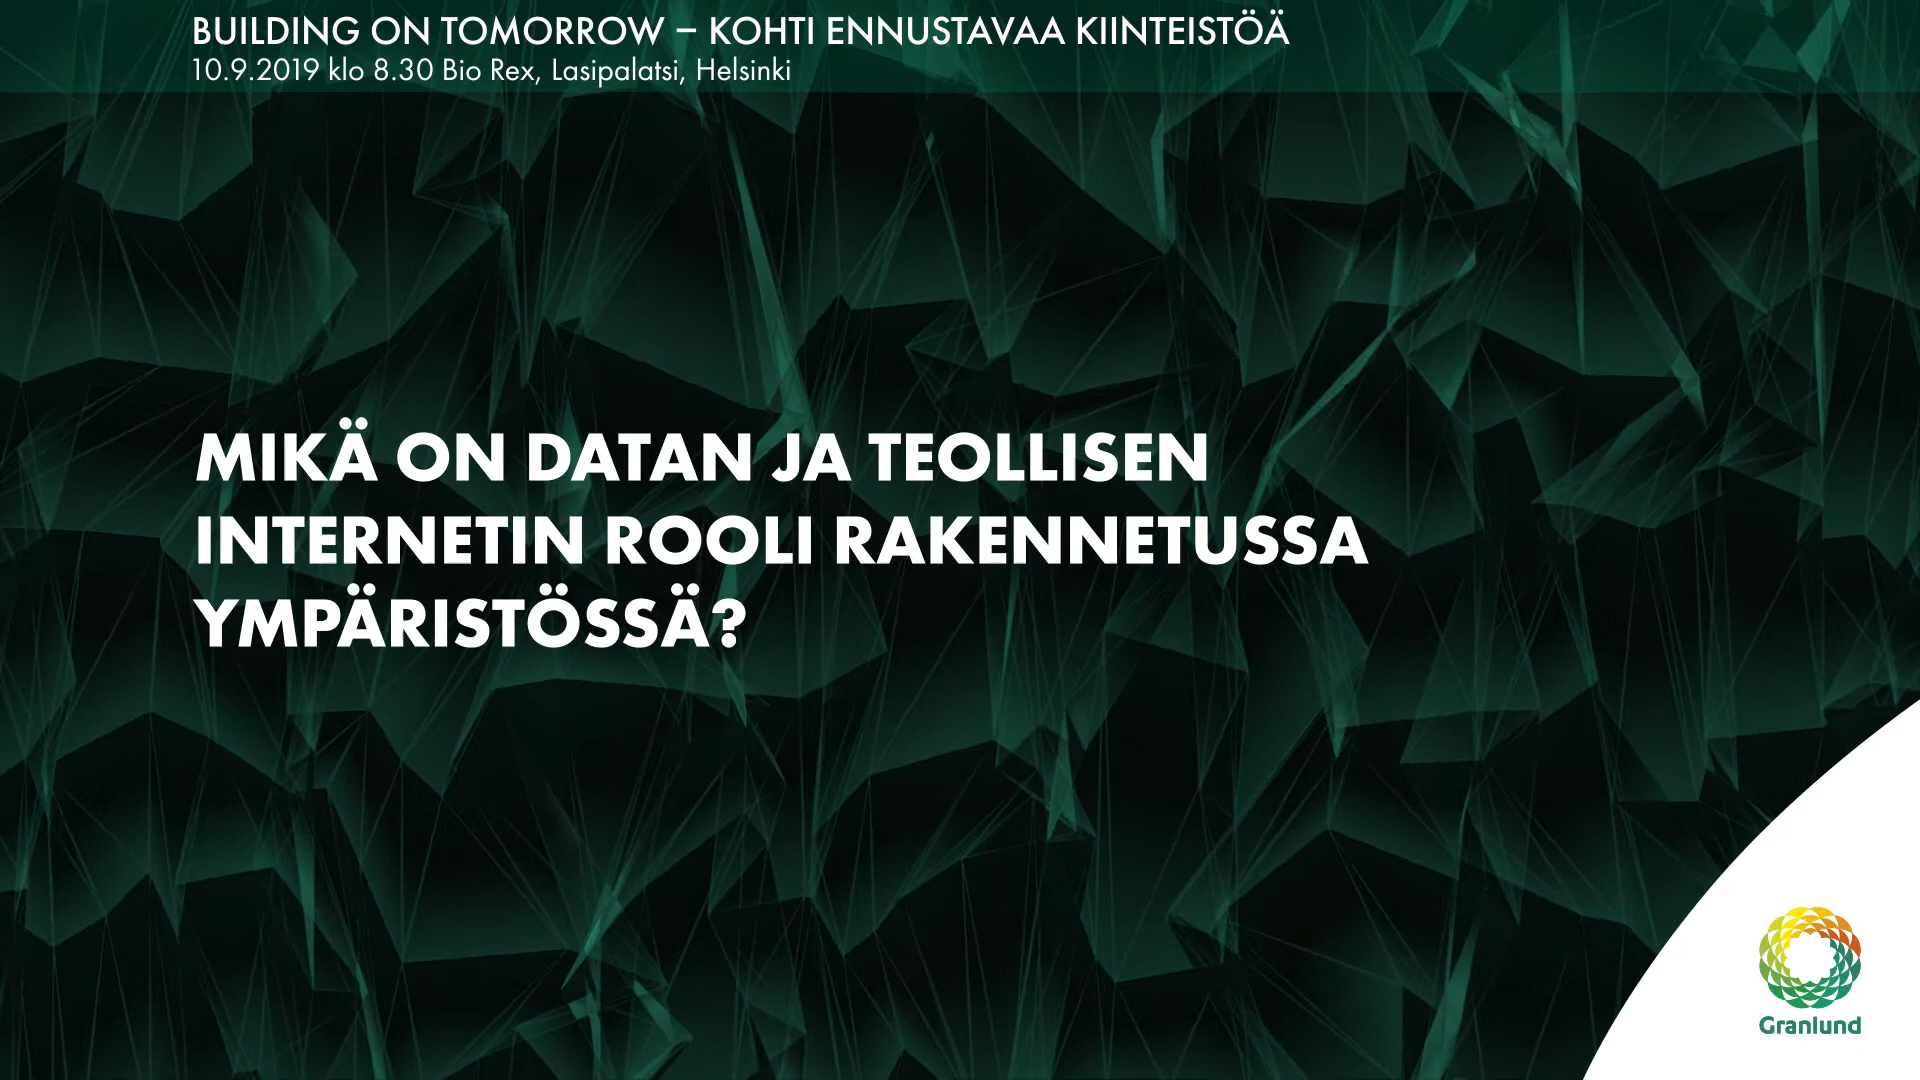 BUILDING ON TOMORROW – KOHTI ENNUSTAVAA KIINTEISTÖÄ
10.9.2019 klo 8.30 Bio Rex, Lasipalatsi, Helsinki
MIKÄ ON DATAN JA TEOLLISEN
INTERNETIN ROOLI RAKENNETUSSA
YMPÄRISTÖSSÄ?
Granlund